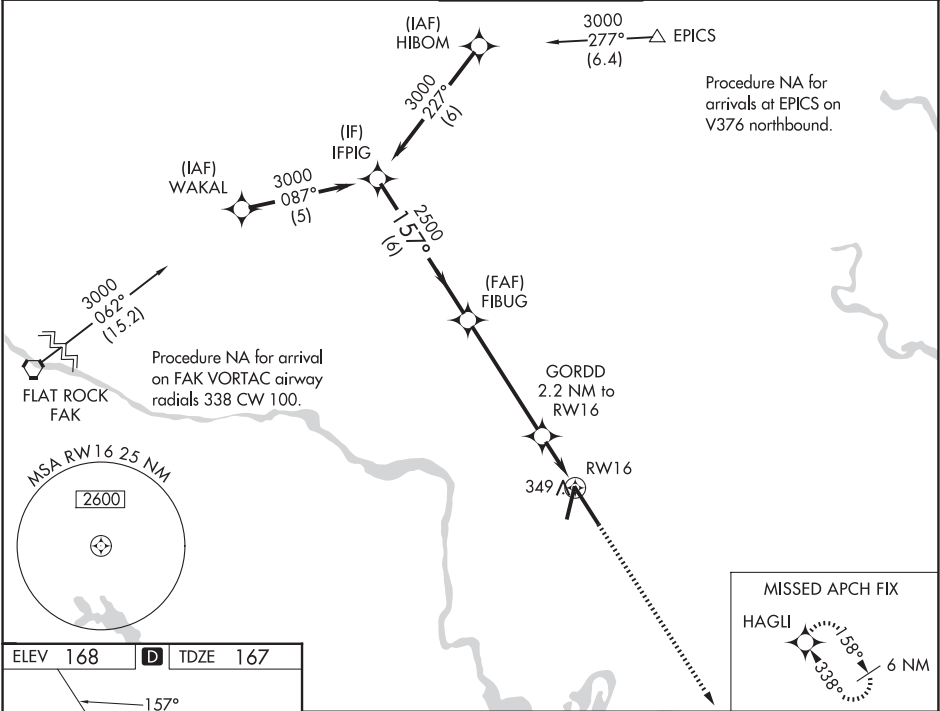 (IAF)
HIBOM
3000
277°
(6.4)
EPICS
Procedure NA for
arrivals at EPICS on
V376 northbound.
3000
227°
(6)
(IF)
IFPIG
(IAF)
WAKAL
3000
087°
(5)
2500
157°
(6)
(FAF)
FIBUG
3000
062°
(15.2)
FLAT ROCK
FAK
Procedure NA for arrival
on FAK VORTAC airway
radials 338 CW 100.
GORDD
2.2 NM to
RW16
RW16
349
MSA RW16 25 NM
2600
MISSED APCH FIX
HAGLI
158°
338°
6 NM
ELEV 168 D TDZE 167
157°